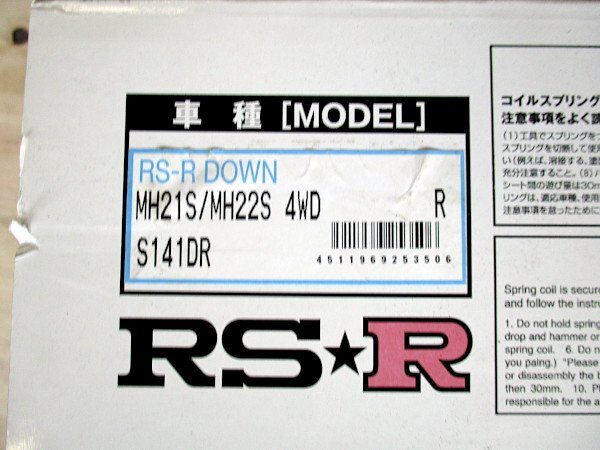 車種 [MODEL]
RS-R DOWN
MH21S/MH22S 4WD R
S141DR
4511969253506
RS★R
コイルスプリング
注意事項をよく読
(1)工具でスプリングを
スプリングを切断して使用
い(例えば、溶接する、塗
充分注意すること。(8)バ
シート間の遊び量は30m
リングは、適応車種、使用
注意事項を怠ったために
Spring coil is secure
and follow the instru
1. Do not hold spring
drop and hammer or
spring coil. 6. Do n
you paing.) "Please
or disassembly the b
then 30mm. 10. Pl
responsible for the a